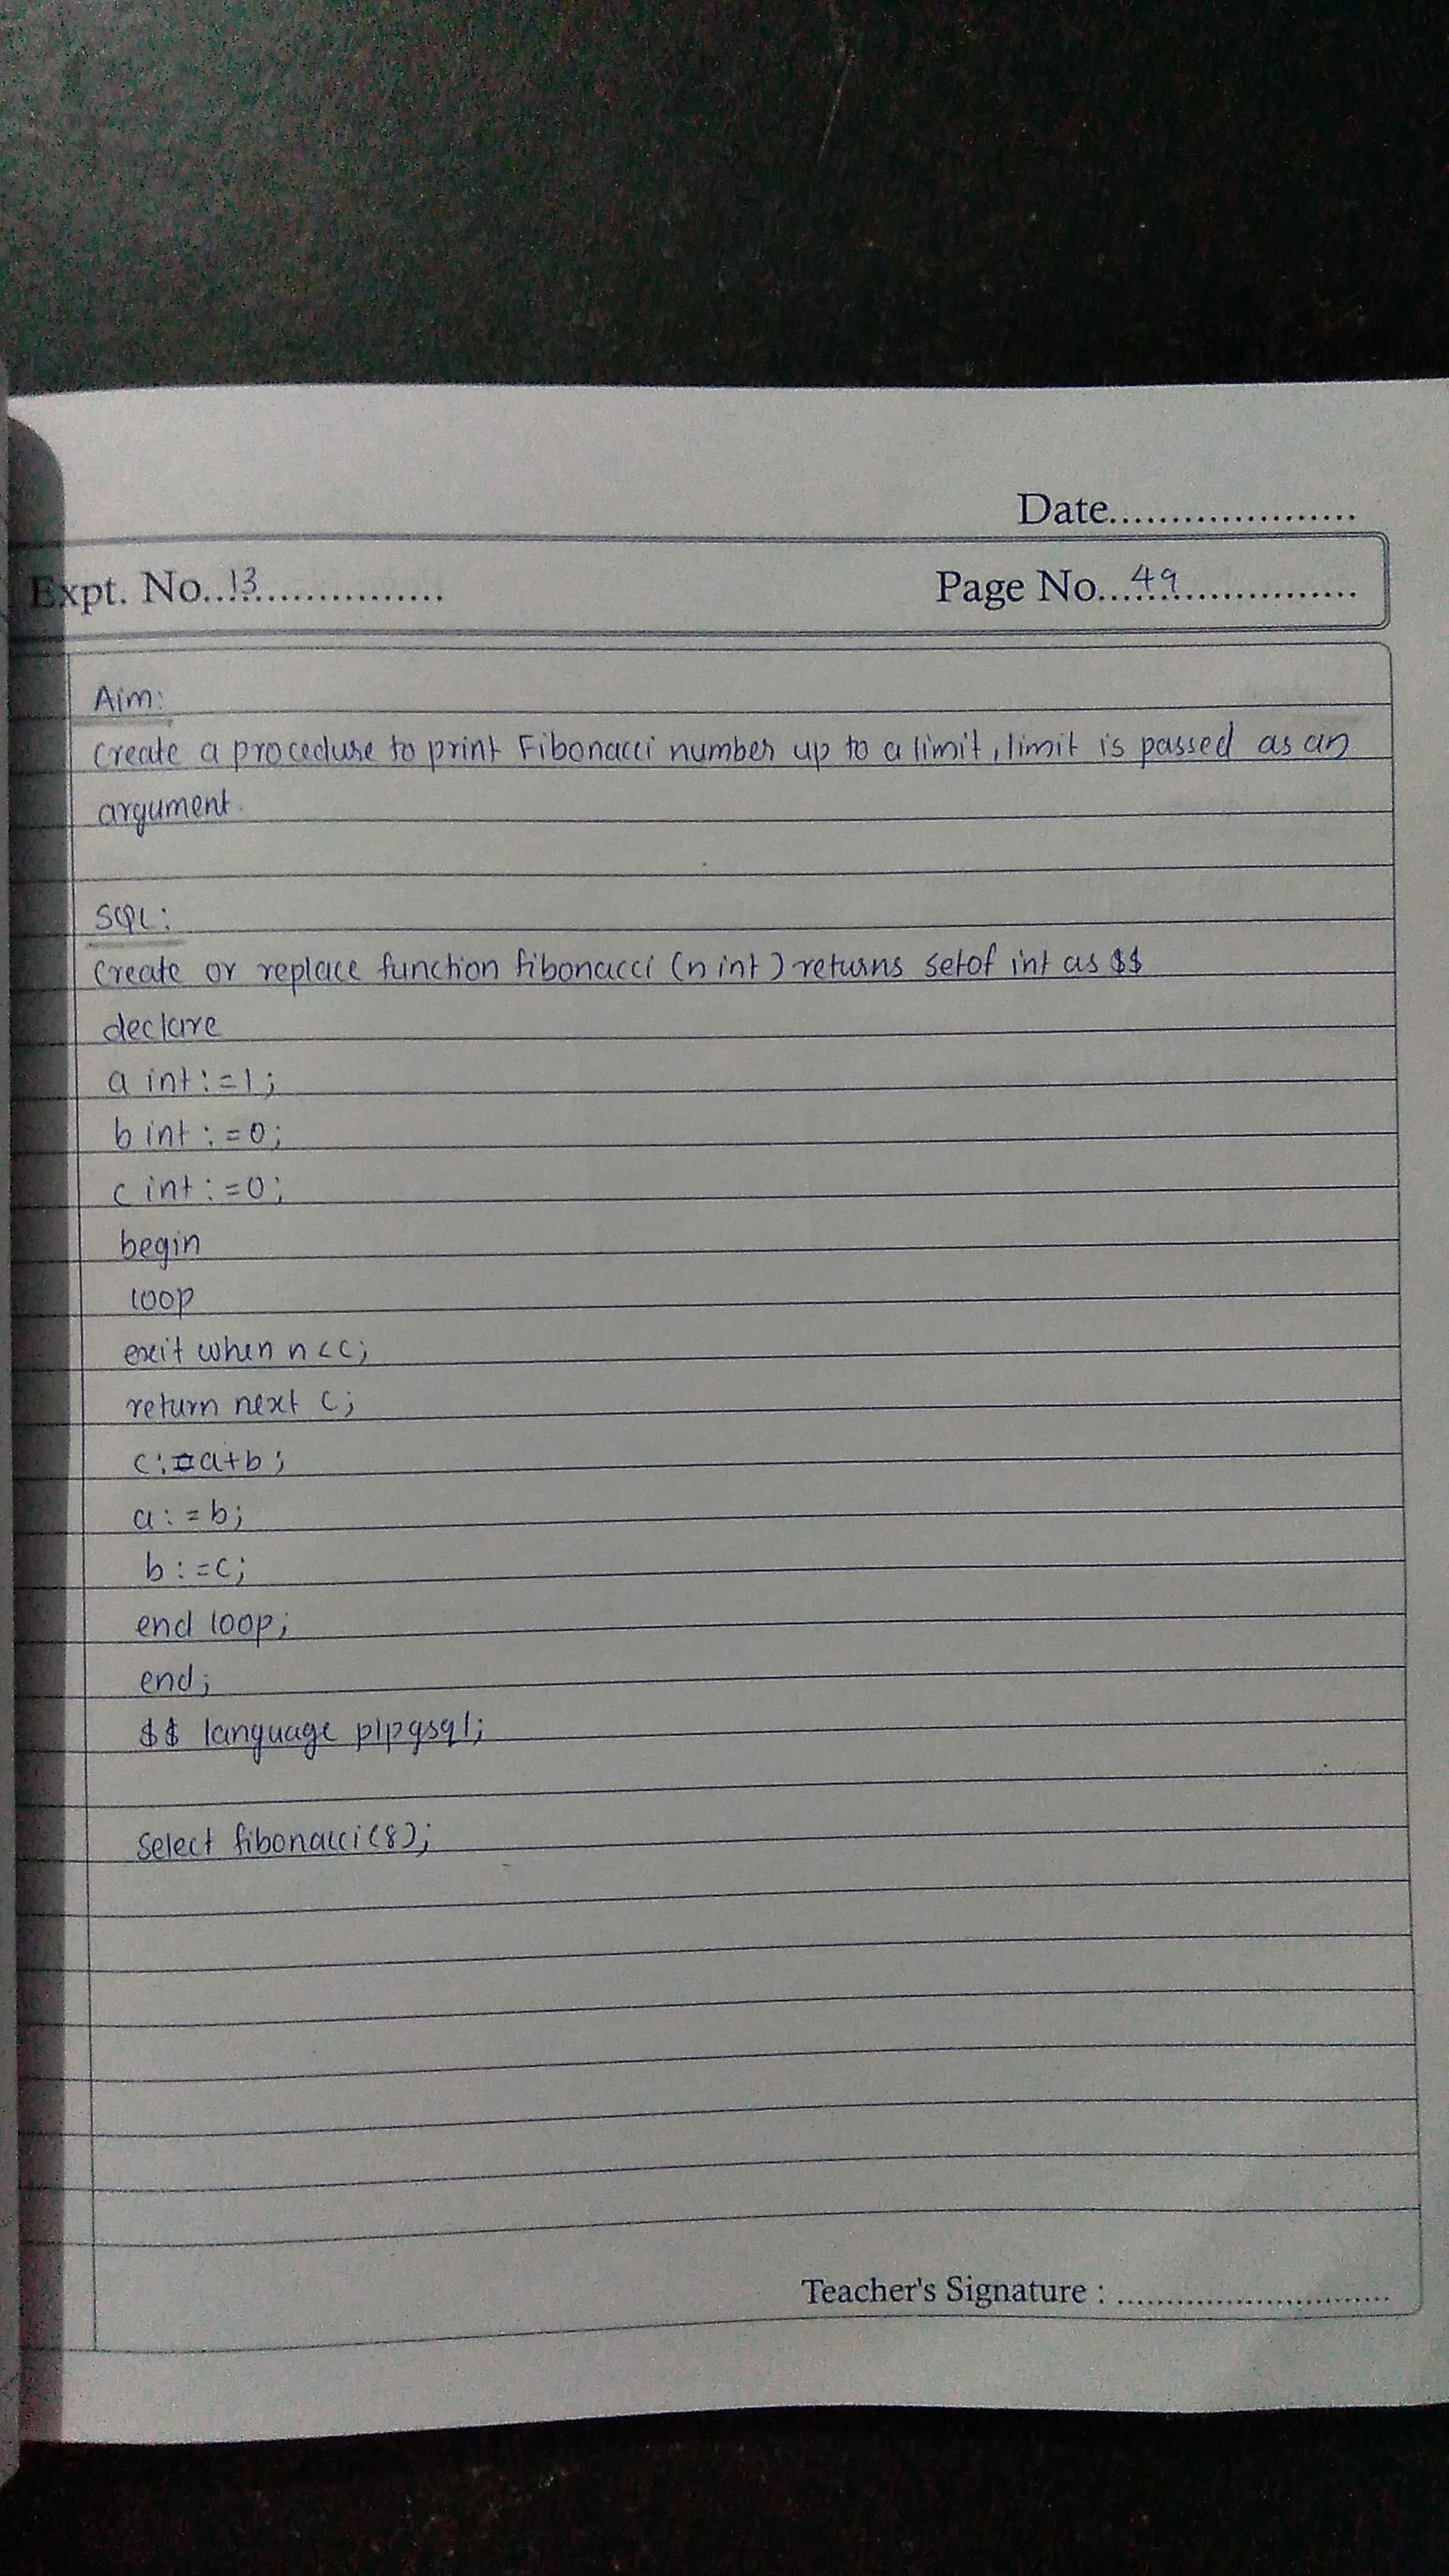 Date.....................
Expt. No...13................
Page No...49..................
Aim:
Create a procedure to print Fibonacci number up to a limit, limit is passed as an
argument.
SQL:
Create or replace function fibonacci (n int) returns setof int as $$
declare
a int:=1;
b int:=0;
c int:=0;
begin
loop
exit when n<c;
return next c;
c:=a+b;
a:=b;
b:=c;
end loop;
end;
$$ language plpgsql;
Select fibonacci(8);
Teacher's Signature : ............................